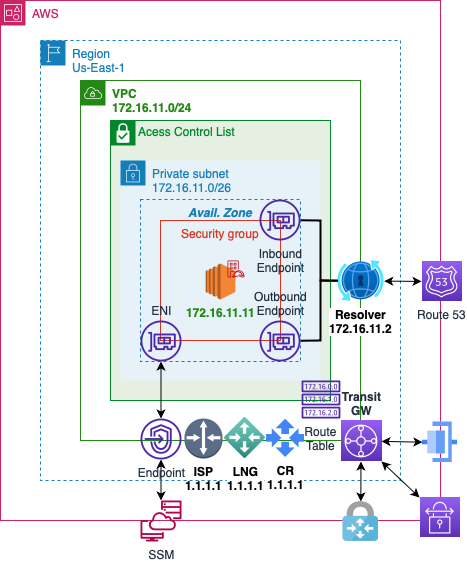 AWS
Region
Us-East-1
VPC
172.16.11.0/24
Acess Control List
Private subnet
172.16.11.0/26
Avail. Zone
Security group
Inbound
Endpoint
172.16.11.11
Outbound
Endpoint
ENI
Resolver
172.16.11.2
53
Route 53
172.16.0.0
172.16.1.0
172.16.2.0
Transit
GW
Route
Table
Endpoint
ISP
1.1.1.1
LNG
1.1.1.1
CR
1.1.1.1
SSM